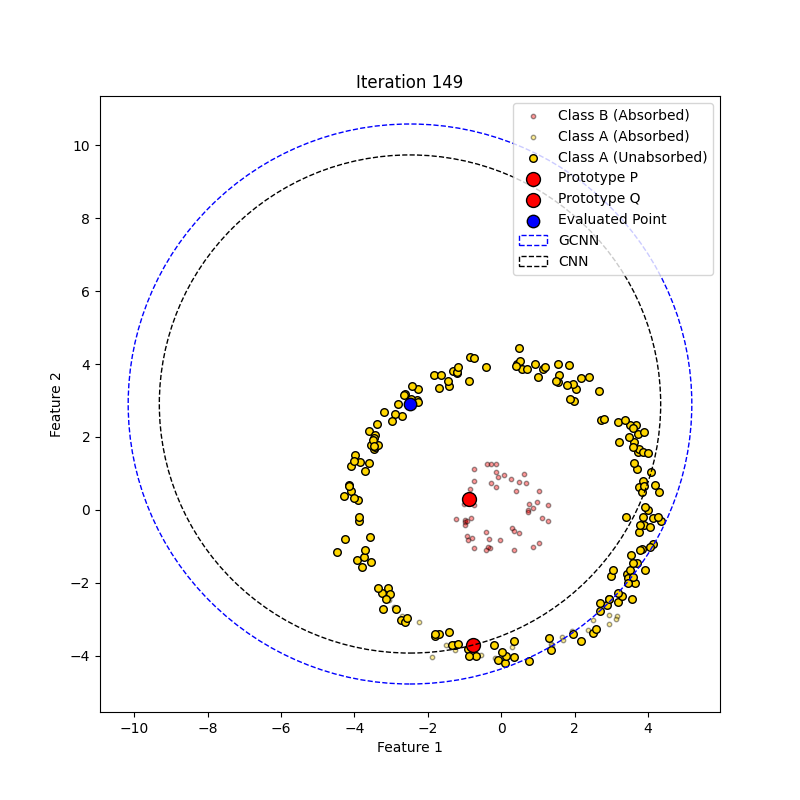 Iteration 149
Class B (Absorbed)
Class A (Absorbed)
Class A (Unabsorbed)
Prototype P
Prototype Q
Evaluated Point
GCNN
CNN
Feature 2
10
8
6
4
2
0
−2
−4
−10
−8
−6
−4
−2
0
2
4
Feature 1